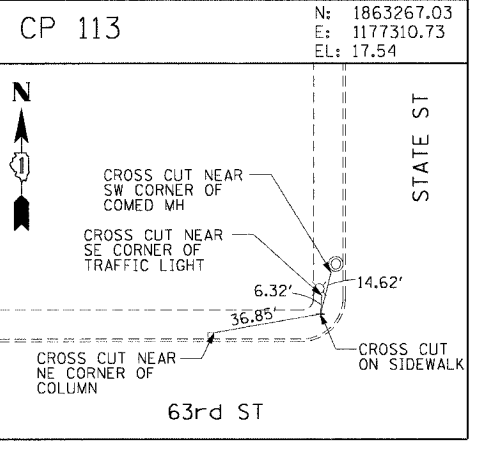 CP 113
N: 1863267.03
E: 1177310.73
EL: 17.54
N
1
STATE ST
CROSS CUT NEAR
SW CORNER OF
COMED MH
CROSS CUT NEAR
SE CORNER OF
TRAFFIC LIGHT
6.32'
14.62'
36.85'
CROSS CUT NEAR
NE CORNER OF
COLUMN
CROSS CUT
ON SIDEWALK
63rd ST